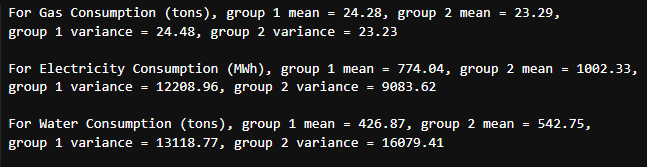 For Gas Consumption (tons), group 1 mean = 24.28, group 2 mean = 23.29,
group 1 variance = 24.48, group 2 variance = 23.23
For Electricity Consumption (MWh), group 1 mean = 774.04, group 2 mean = 1002.33,
group 1 variance = 12208.96, group 2 variance = 9083.62
For Water Consumption (tons), group 1 mean = 426.87, group 2 mean = 542.75,
group 1 variance = 13118.77, group 2 variance = 16079.41